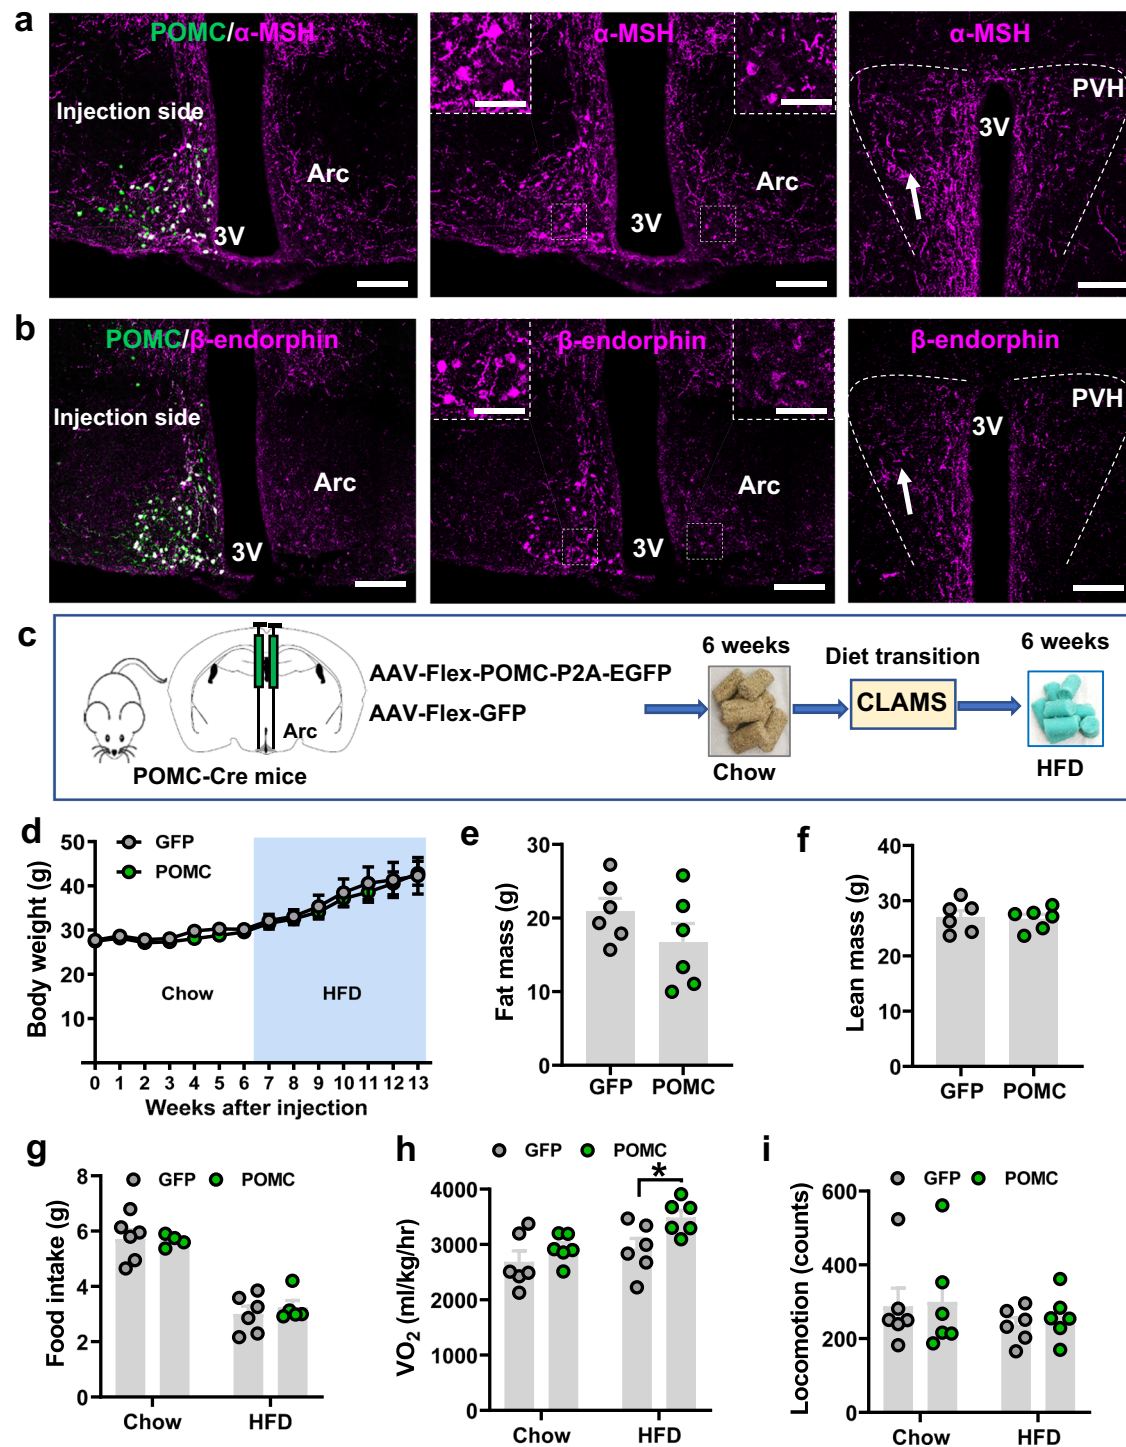 a
POMC/α-MSH
Injection side
Arc
3V
α-MSH
Arc
3V
α-MSH
PVH
3V
b
POMC/β-endorphin
Injection side
Arc
3V
β-endorphin
Arc
3V
β-endorphin
PVH
3V
c
Arc
POMC-Cre mice
AAV-Flex-POMC-P2A-EGFP
AAV-Flex-GFP
6 weeks
Chow
Diet transition
CLAMS
6 weeks
HFD
d
GFP
POMC
Body weight (g)
50
40
30
20
10
Chow
HFD
0 1 2 3 4 5 6 7 8 9 10 11 12 13
Weeks after injection
e
Fat mass (g)
30
20
10
0
GFP POMC
f
Lean mass (g)
40
30
20
10
0
GFP POMC
g
GFP POMC
Food intake (g)
8
6
4
2
0
Chow HFD
h
GFP POMC
*
VO2 (ml/kg/hr)
4000
3000
2000
1000
0
Chow HFD
i
GFP POMC
Locomotion (counts)
600
400
200
0
Chow HFD